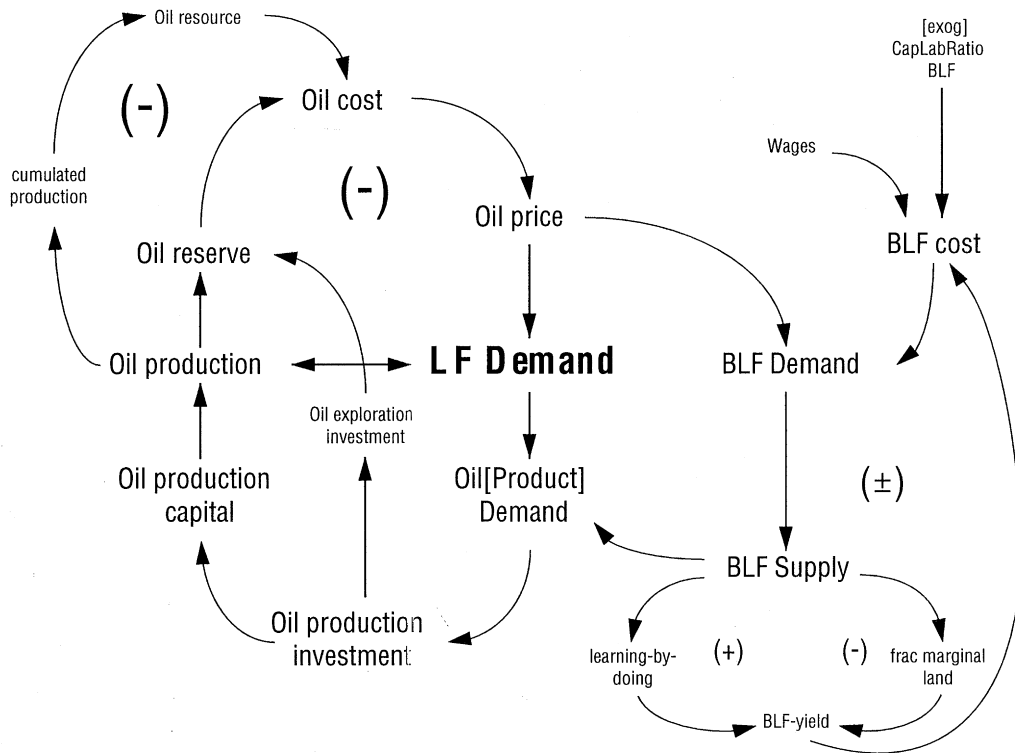 Oil resource
[exog]
CapLabRatio
BLF
(-)
Oil cost
Wages
cumulated
production
(-)
Oil price
BLF cost
Oil reserve
Oil production
LF Demand
BLF Demand
Oil exploration
investment
Oil production
capital
Oil[Product]
Demand
(±)
BLF Supply
Oil production
investment
learning-by-
doing
(+)
(-)
frac marginal
land
BLF-yield